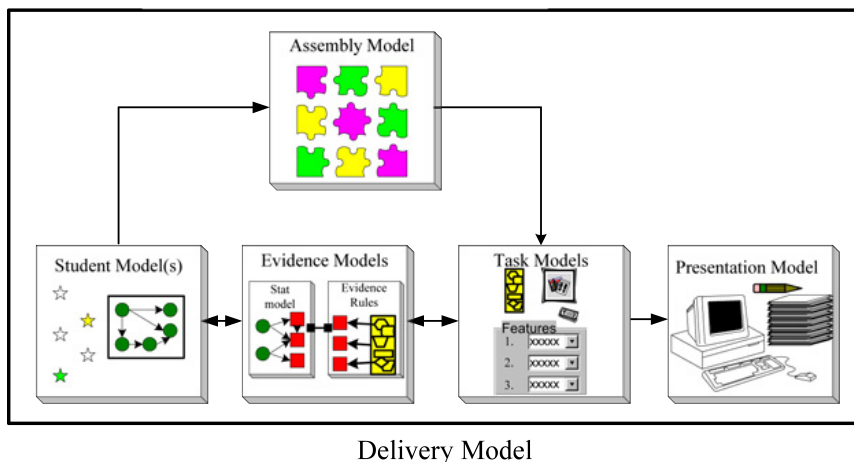 Assembly Model
Student Model(s)
Evidence Models
Stat
model
Evidence
Rules
Task Models
Features
1. xxxxx
2. xxxxx
3. xxxxx
Presentation Model
Delivery Model